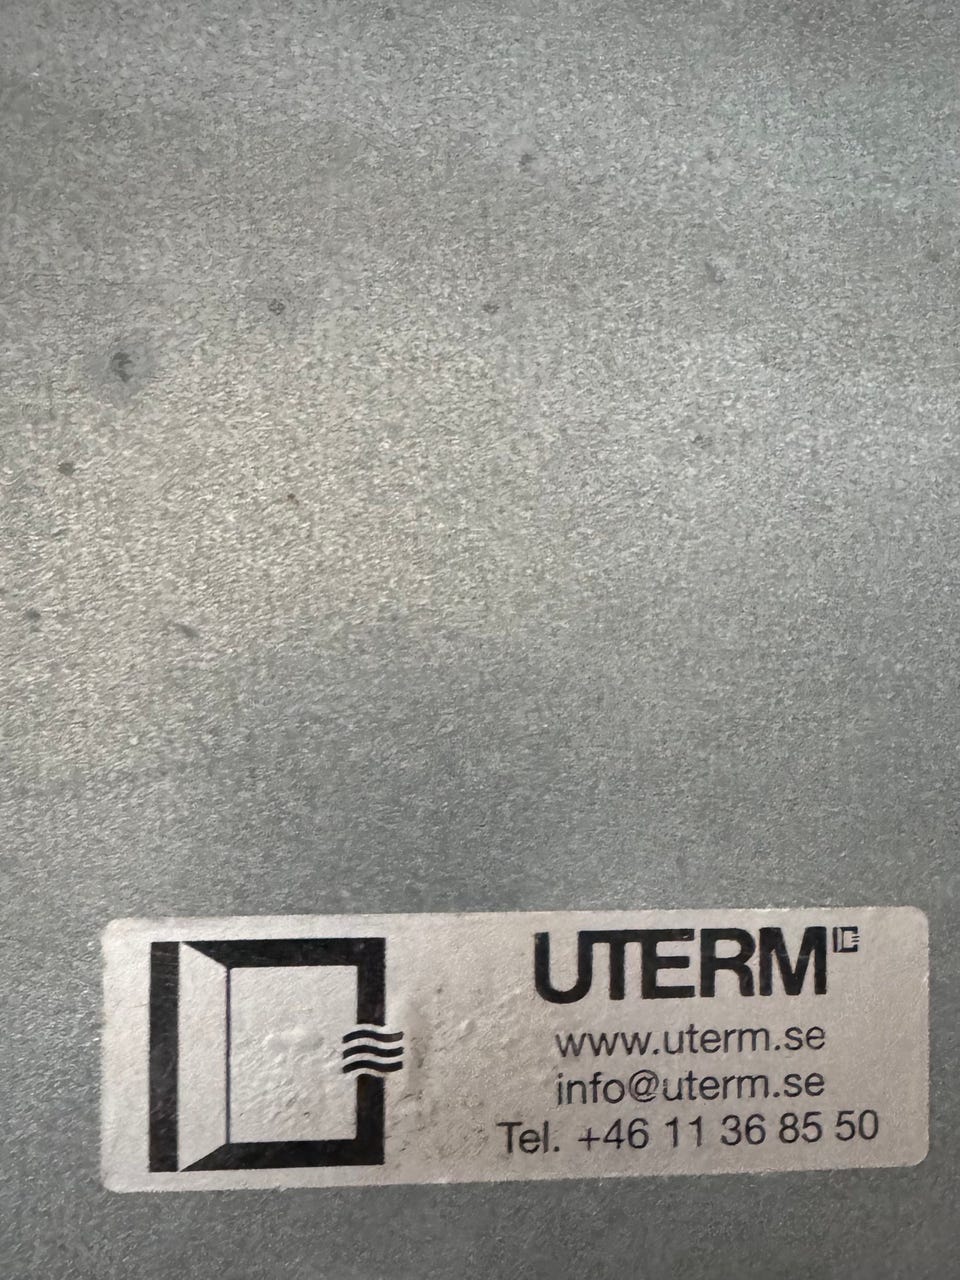 UTERM
www.uterm.se
info@uterm.se
Tel. +46 11 36 85 50